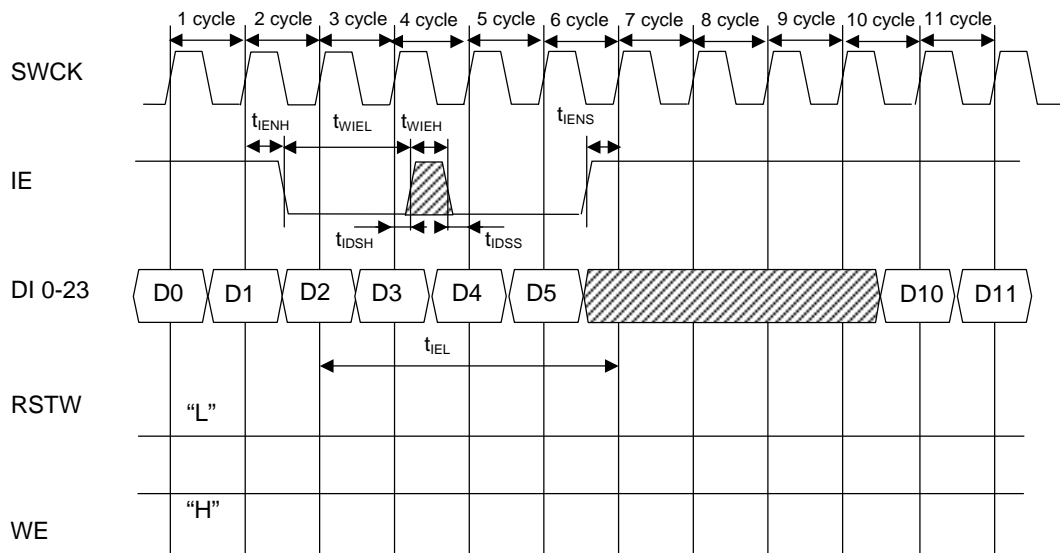 1 cycle 2 cycle 3 cycle 4 cycle 5 cycle 6 cycle 7 cycle 8 cycle 9 cycle 10 cycle 11 cycle
SWCK
tIENH tWIEL tWIEH tIENS
IE
tIDSH tIDSS
DI 0-23 D0 D1 D2 D3 D4 D5 D10 D11
tIEL
RSTW “L”
“H”
WE